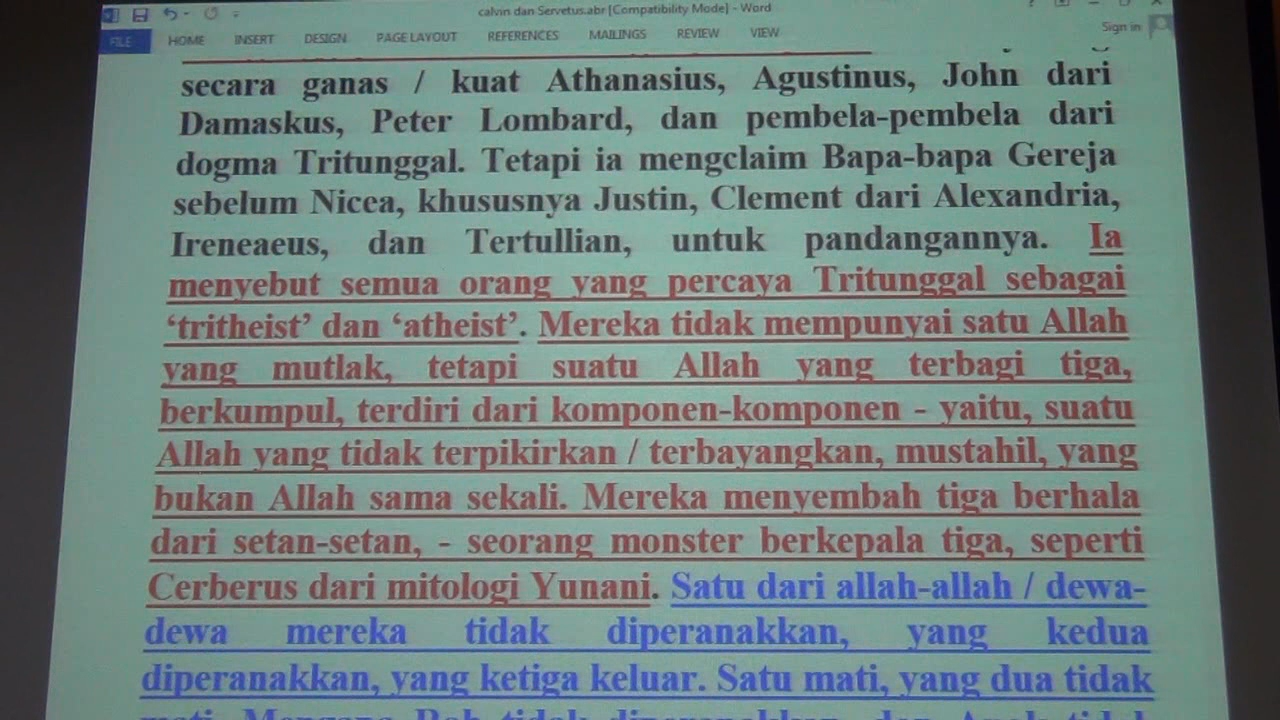 calvin dan Servetus.abr [Compatibility Mode] - Word
Sign in
FILE HOME INSERT DESIGN PAGE LAYOUT REFERENCES MAILINGS REVIEW VIEW
secara ganas / kuat Athanasius, Agustinus, John dari
Damaskus, Peter Lombard, dan pembela-pembela dari
dogma Tritunggal. Tetapi ia mengclaim Bapa-bapa Gereja
sebelum Nicea, khususnya Justin, Clement dari Alexandria,
Ireneaeus, dan Tertullian, untuk pandangannya. Ia
menyebut semua orang yang percaya Tritunggal sebagai
‘tritheist’ dan ‘atheist’. Mereka tidak mempunyai satu Allah
yang mutlak, tetapi suatu Allah yang terbagi tiga,
berkumpul, terdiri dari komponen-komponen - yaitu, suatu
Allah yang tidak terpikirkan / terbayangkan, mustahil, yang
bukan Allah sama sekali. Mereka menyembah tiga berhala
dari setan-setan, - seorang monster berkepala tiga, seperti
Cerberus dari mitologi Yunani. Satu dari allah-allah / dewa-
dewa mereka tidak diperanakkan, yang kedua
diperanakkan, yang ketiga keluar. Satu mati, yang dua tidak